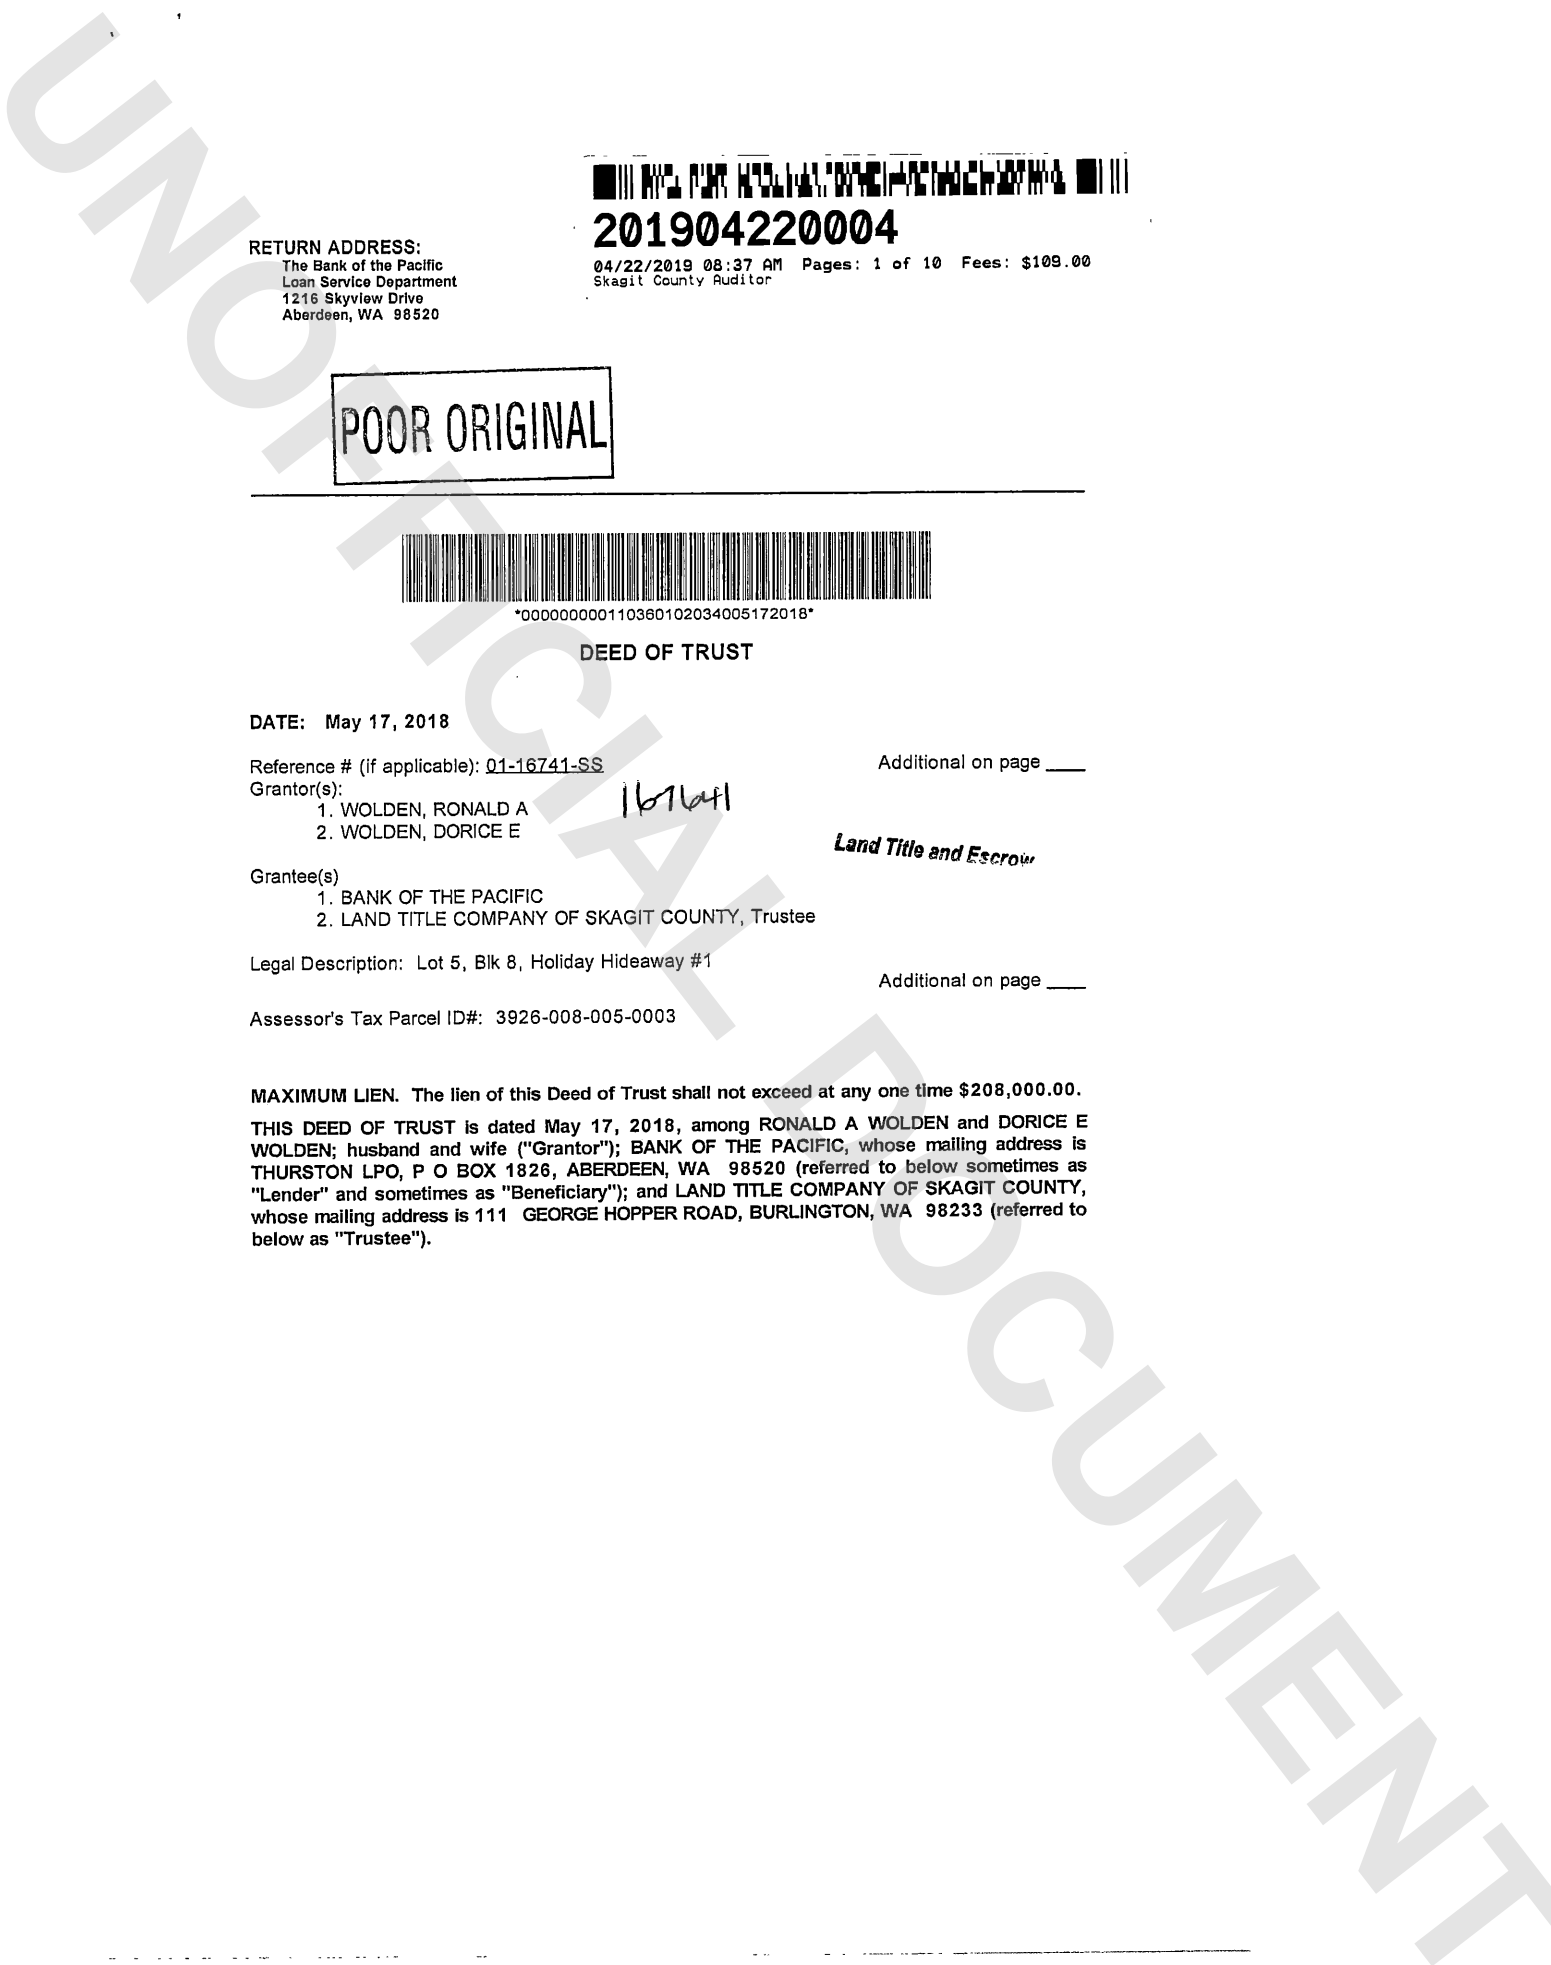 201904220004
04/22/2019 08:37 AM Pages: 1 of 10 Fees: $109.00
Skagit County Auditor
RETURN ADDRESS:
The Bank of the Pacific
Loan Service Department
1216 Skyview Drive
Aberdeen, WA 98520
POOR ORIGINAL
*000000000110360102034005172018*
DEED OF TRUST
DATE: May 17, 2018
Reference # (if applicable): 01-16741-SS Additional on page ____
Grantor(s):
1. WOLDEN, RONALD A
2. WOLDEN, DORICE E
167641
Land Title and Escrow
Grantee(s)
1. BANK OF THE PACIFIC
2. LAND TITLE COMPANY OF SKAGIT COUNTY, Trustee
Legal Description: Lot 5, Blk 8, Holiday Hideaway #1
Additional on page ____
Assessor's Tax Parcel ID#: 3926-008-005-0003
MAXIMUM LIEN. The lien of this Deed of Trust shall not exceed at any one time $208,000.00.
THIS DEED OF TRUST is dated May 17, 2018, among RONALD A WOLDEN and DORICE E
WOLDEN; husband and wife ("Grantor"); BANK OF THE PACIFIC, whose mailing address is
THURSTON LPO, P O BOX 1826, ABERDEEN, WA 98520 (referred to below sometimes as
"Lender" and sometimes as "Beneficiary"); and LAND TITLE COMPANY OF SKAGIT COUNTY,
whose mailing address is 111 GEORGE HOPPER ROAD, BURLINGTON, WA 98233 (referred to
below as "Trustee").
UNOFFICIAL DOCUMENT